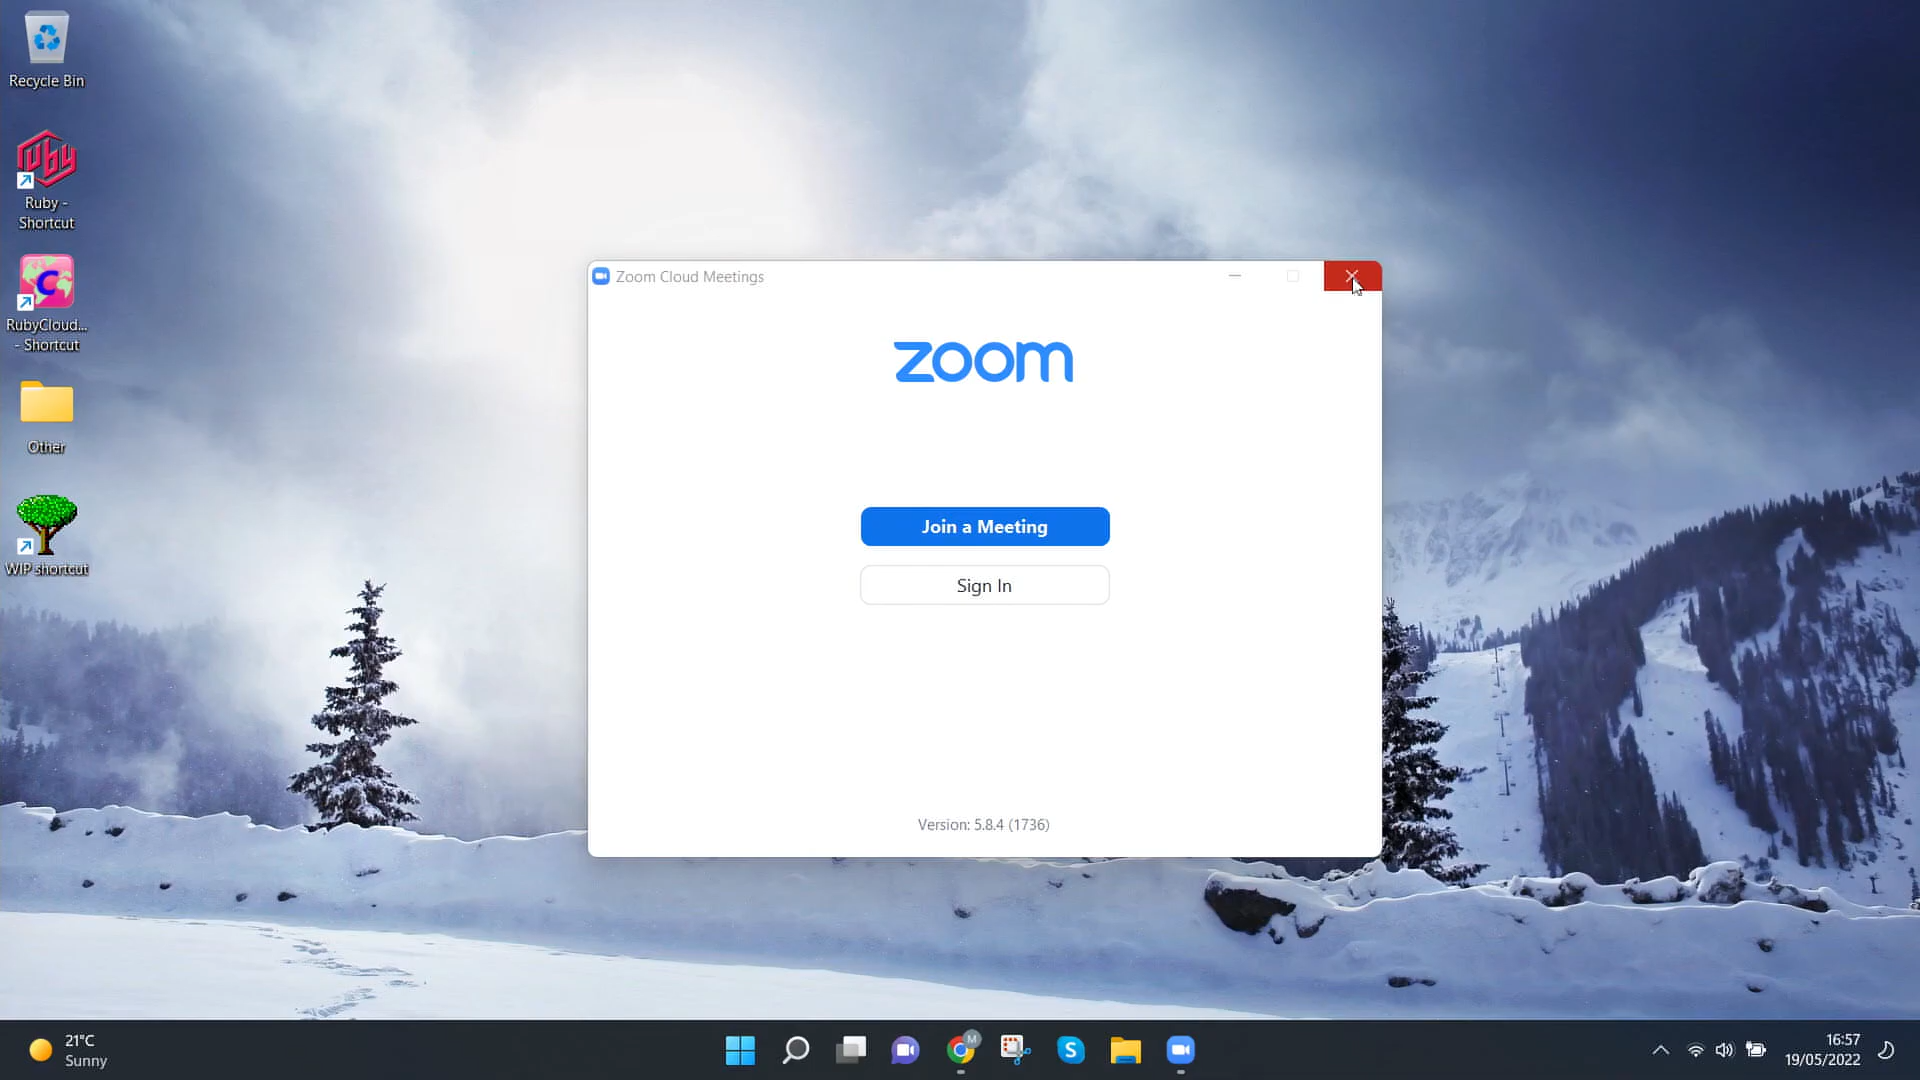 Recycle Bin
Ruby
Ruby -
Shortcut
C
RubyCloud...
- Shortcut
Other
WIP shortcut
Zoom Cloud Meetings
zoom
Join a Meeting
Sign In
Version: 5.8.4 (1736)
21°C
Sunny
M
S
16:57
19/05/2022